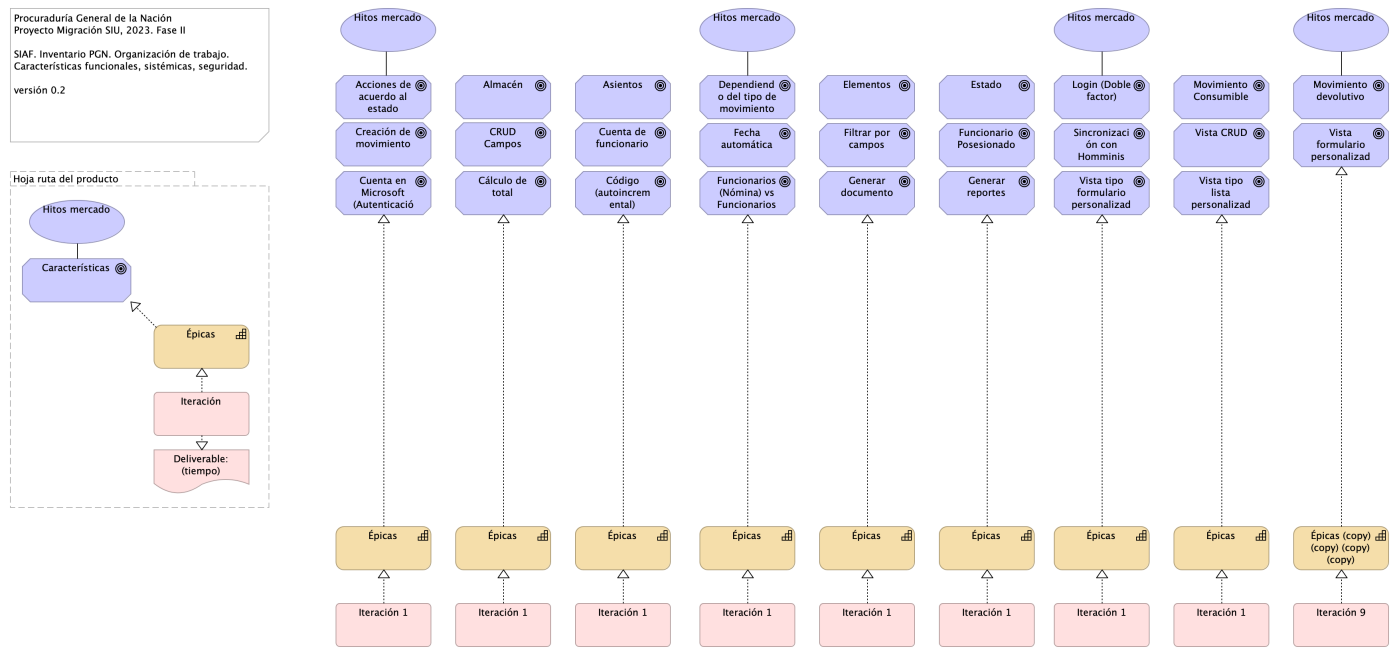 Procuraduría General de la Nación
Proyecto Migración SIU, 2023. Fase II
SIAF. Inventario PGN. Organización de trabajo.
Características funcionales, sistémicas, seguridad.
versión 0.2
Hoja ruta del producto
Hitos mercado
Características
Épicas
Iteración
Deliverable:
(tiempo)
Hitos mercado
Hitos mercado
Hitos mercado
Hitos mercado
Acciones de
acuerdo al
estado
Almacén
Asientos
Dependiend
o del tipo de
movimiento
Elementos
Estado
Login (Doble
factor)
Movimiento
Consumible
Movimiento
devolutivo
Creación de
movimiento
CRUD
Campos
Cuenta de
funcionario
Fecha
automática
Filtrar por
campos
Funcionario
Posesionado
Sincronizaci
ón con
Homminis
Vista CRUD
Vista
formulario
personalizad
Cuenta en
Microsoft
(Autenticació
Cálculo de
total
Código
(autoincrem
ental)
Funcionarios
(Nómina) vs
Funcionarios
Generar
documento
Generar
reportes
Vista tipo
formulario
personalizad
Vista tipo
lista
personalizad
Épicas
Épicas
Épicas
Épicas
Épicas
Épicas
Épicas
Épicas
Épicas (copy)
(copy) (copy)
(copy)
Iteración 1
Iteración 1
Iteración 1
Iteración 1
Iteración 1
Iteración 1
Iteración 1
Iteración 1
Iteración 9